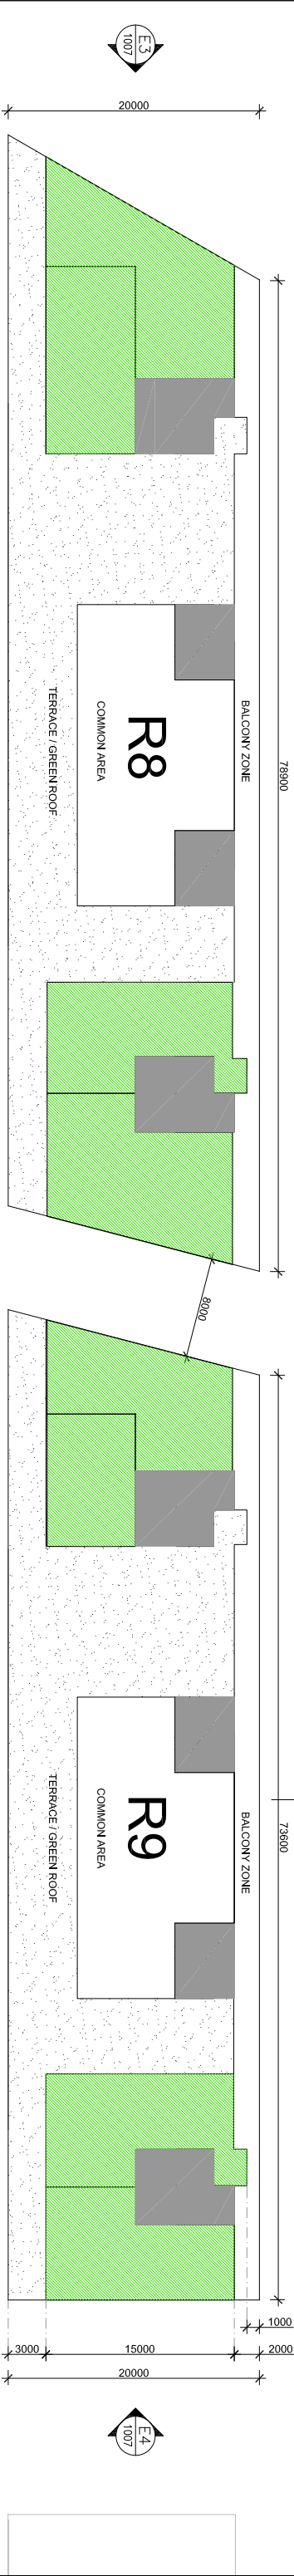 E3
1007
20000
78900
BALCONY ZONE
R8
COMMON AREA
TERRACE / GREEN ROOF
8000
73600
BALCONY ZONE
R9
COMMON AREA
TERRACE / GREEN ROOF
1000
3000
15000
2000
20000
E4
1007